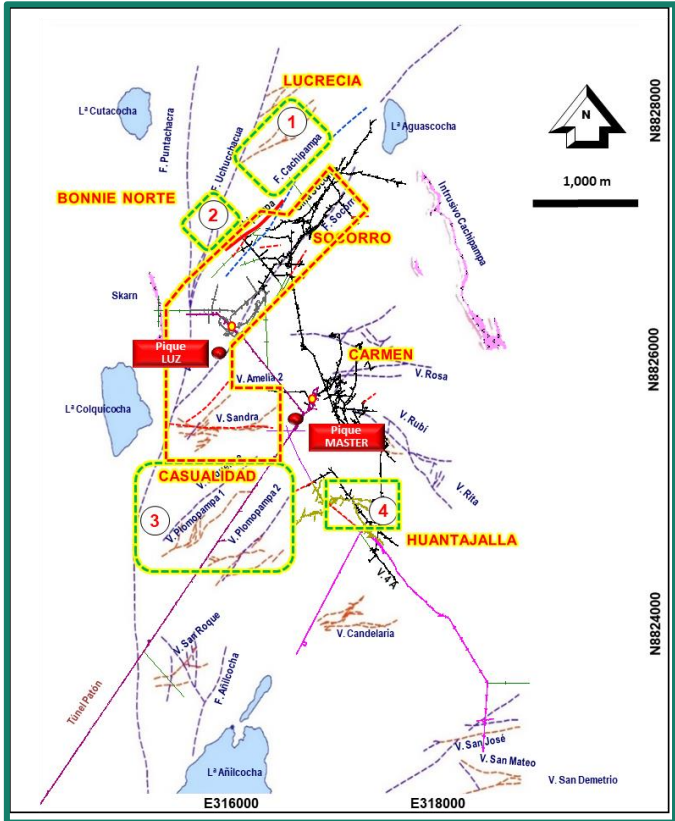 LUCRECIA
Lª Cutacocha
1
Lª Aguascocha
N8828000
N
1,000 m
F. Puntachacra
F. Uchucchacua
F. Cachipampa
BONNIE NORTE
2
F. Socorr
SOCORRO
Intrusivo Cachipampa
Skarn
Pique
LUZ
CARMEN
N8826000
V. Amelia 2
V. Rosa
Lª Colquicocha
V. Sandra
Pique
MASTER
V. Rubí
V. Rita
CASUALIDAD
3
V. Plomopampa 1
V. Plomopampa 2
4
HUANTAJALLA
V.4A
N8824000
V. Candelaria
V. San Roque
F. Añilcocha
Túnel Patón
Lª Añilcocha
V. San José
V. San Mateo
V. San Demetrio
E316000
E318000